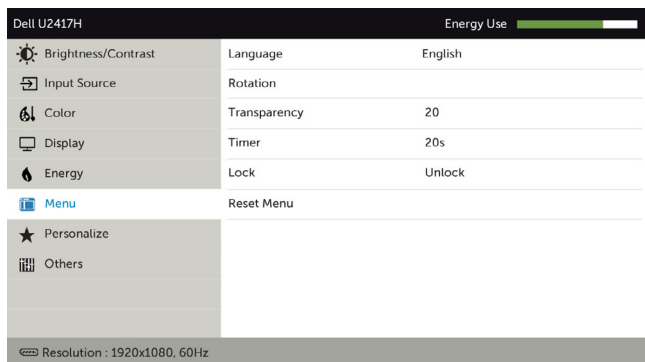 Dell U2417H Energy Use
Brightness/Contrast Language English
Input Source Rotation
Color Transparency 20
Display Timer 20s
Energy Lock Unlock
Menu Reset Menu
Personalize
Others
Resolution : 1920x1080, 60Hz